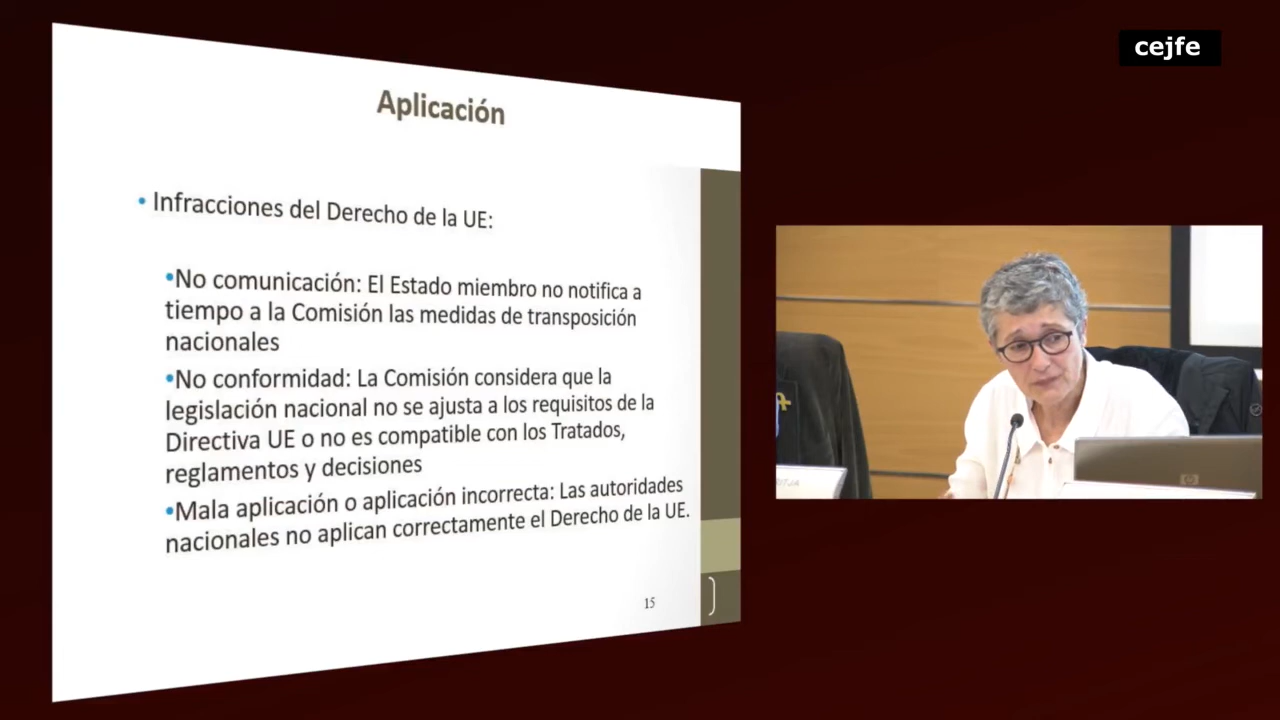 cejfe
Aplicación
• Infracciones del Derecho de la UE:
•No comunicación: El Estado miembro no notifica a
tiempo a la Comisión las medidas de transposición
nacionales
•No conformidad: La Comisión considera que la
legislación nacional no se ajusta a los requisitos de la
Directiva UE o no es compatible con los Tratados,
reglamentos y decisiones
•Mala aplicación o aplicación incorrecta: Las autoridades
nacionales no aplican correctamente el Derecho de la UE.
15
hp